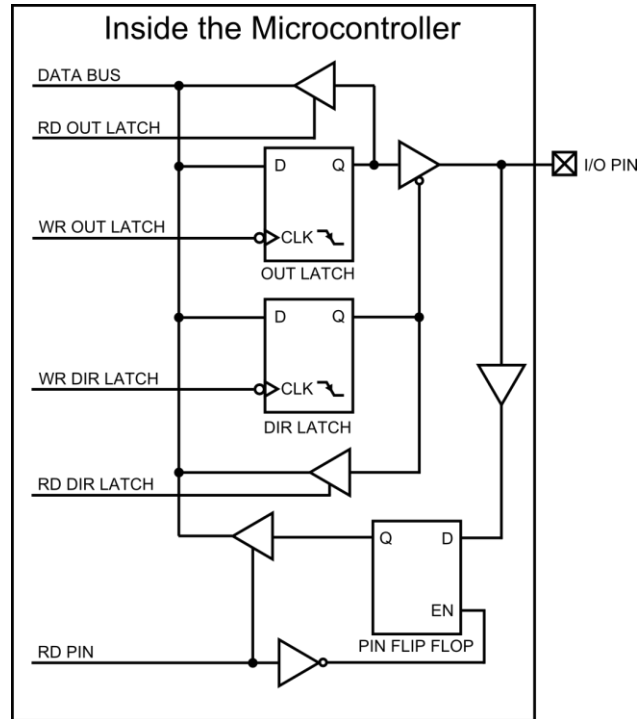 Inside the Microcontroller
DATA BUS
RD OUT LATCH
D Q
I/O PIN
WR OUT LATCH
CLK
OUT LATCH
D Q
WR DIR LATCH
CLK
DIR LATCH
RD DIR LATCH
Q D
EN
PIN FLIP FLOP
RD PIN